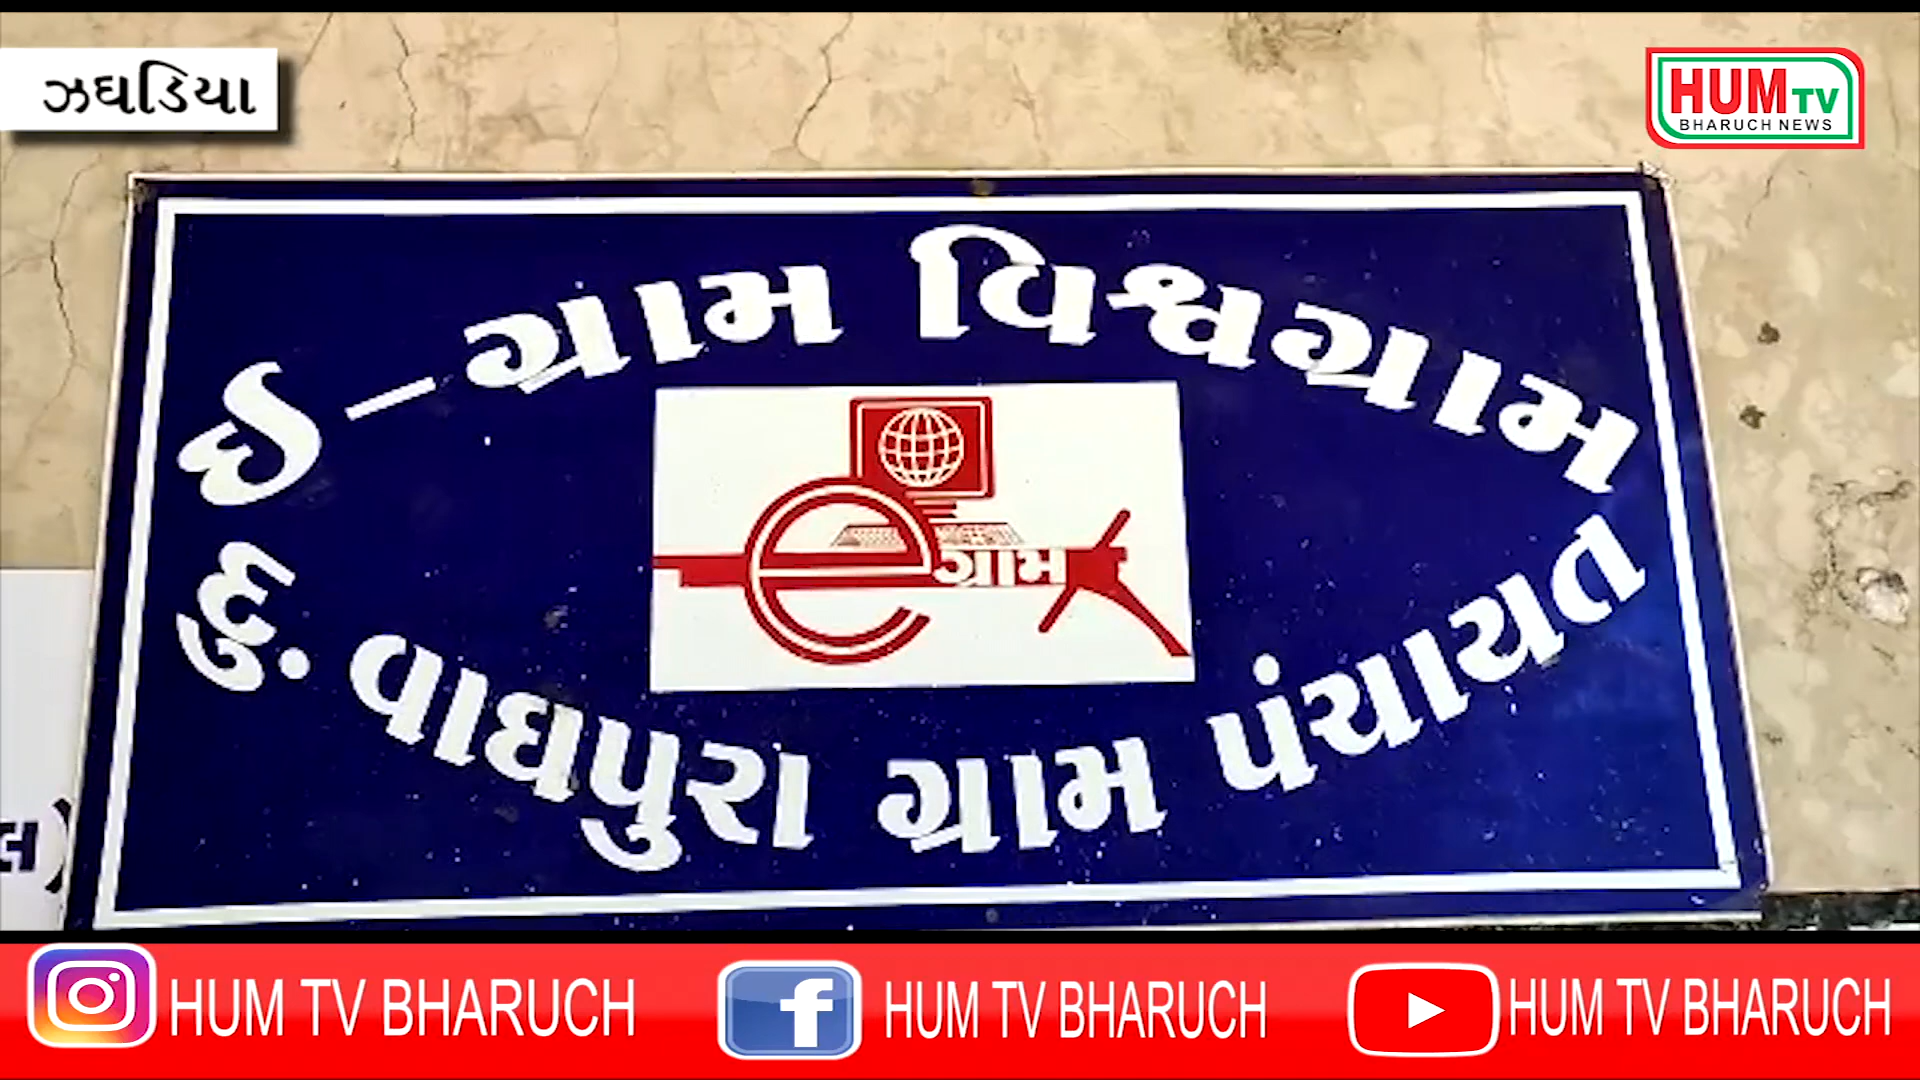 ઝઘડિયા
HUM TV
BHARUCH NEWS
ઈ-ગ્રામ વિશ્વગ્રામ
e ગ્રામ
દુ. વાઘપુરા ગ્રામ પંચાયત
લ)
HUM TV BHARUCH
HUM TV BHARUCH
HUM TV BHARUCH